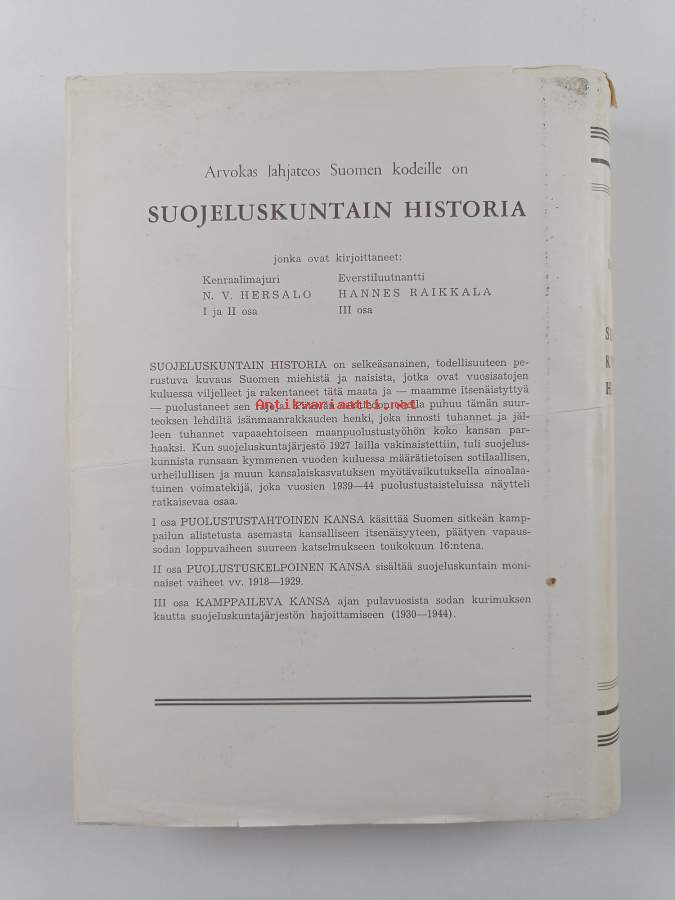 Arvokas lahjateos Suomen kodeille on
SUOJELUSKUNTAIN HISTORIA
jonka ovat kirjoittaneet:
Kenraalimajuri Everstiluutnantti
N. V. HERSALO HANNES RAIKKALA
I ja II osa III osa
SUOJELUSKUNTAIN HISTORIA on selkeäsanainen, todellisuuteen pe-
rustuva kuvaus Suomen miehistä ja naisista, jotka ovat vuosisatojen
kuluessa viljelleet ja rakentaneet tätä maata ja — maamme itsenäistyttyä
— puolustaneet sen puhuu tämän suur-
Antikvariaatti.net
teoksen lehdiltä isänmaanrakkauden henki, joka innosti tuhannet ja jäl-
leen tuhannet vapaaehtoiseen maanpuolustustyöhön koko kansan par-
haaksi. Kun suojeluskuntajärjestö 1927 lailla vakinaistettiin, tuli suojelus-
kunnista runsaan kymmenen vuoden kuluessa määrätietoisen sotilaallisen,
urheilullisen ja muun kansalaiskasvatuksen myötävaikutuksella ainoalaa-
tuinen voimatekijä, joka vuosien 1939—44 puolustustaisteluissa näytteli
ratkaisevaa osaa.
I osa PUOLUSTUSTAHTOINEN KANSA käsittää Suomen sitkeän kamp-
pailun alistetusta asemasta kansalliseen itsenäisyyteen, päätyen vapaus-
sodan loppuvaiheen suureen katselmukseen toukokuun 16:ntena.
II osa PUOLUSTUSKELPOINEN KANSA sisältää suojeluskuntain moni-
naiset vaiheet vv. 1918—1929.
III osa KAMPPAILEVA KANSA ajan pulavuosista sodan kurimuksen
kautta suojeluskuntajärjestön hajoittamiseen (1930—1944).